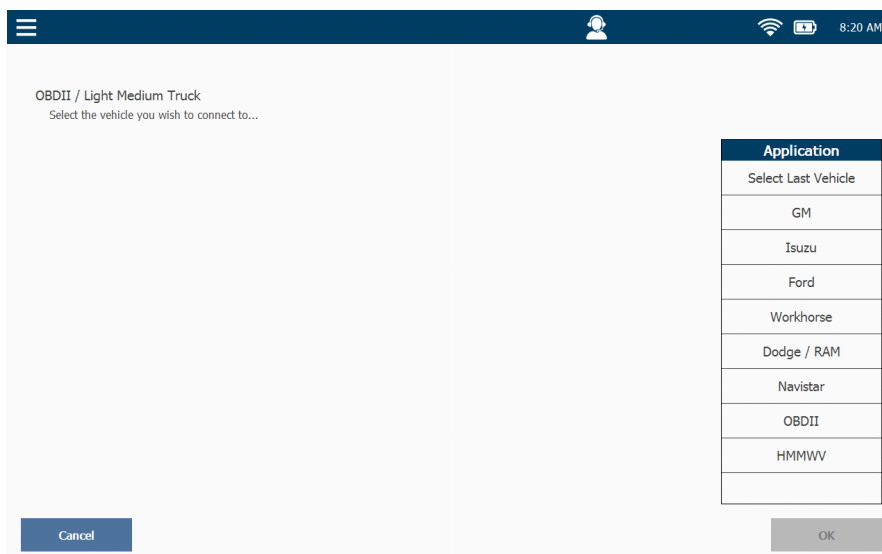 8:20 AM
OBDII / Light Medium Truck
Select the vehicle you wish to connect to...
Application
Select Last Vehicle
GM
Isuzu
Ford
Workhorse
Dodge / RAM
Navistar
OBDII
HMMWV
Cancel
OK